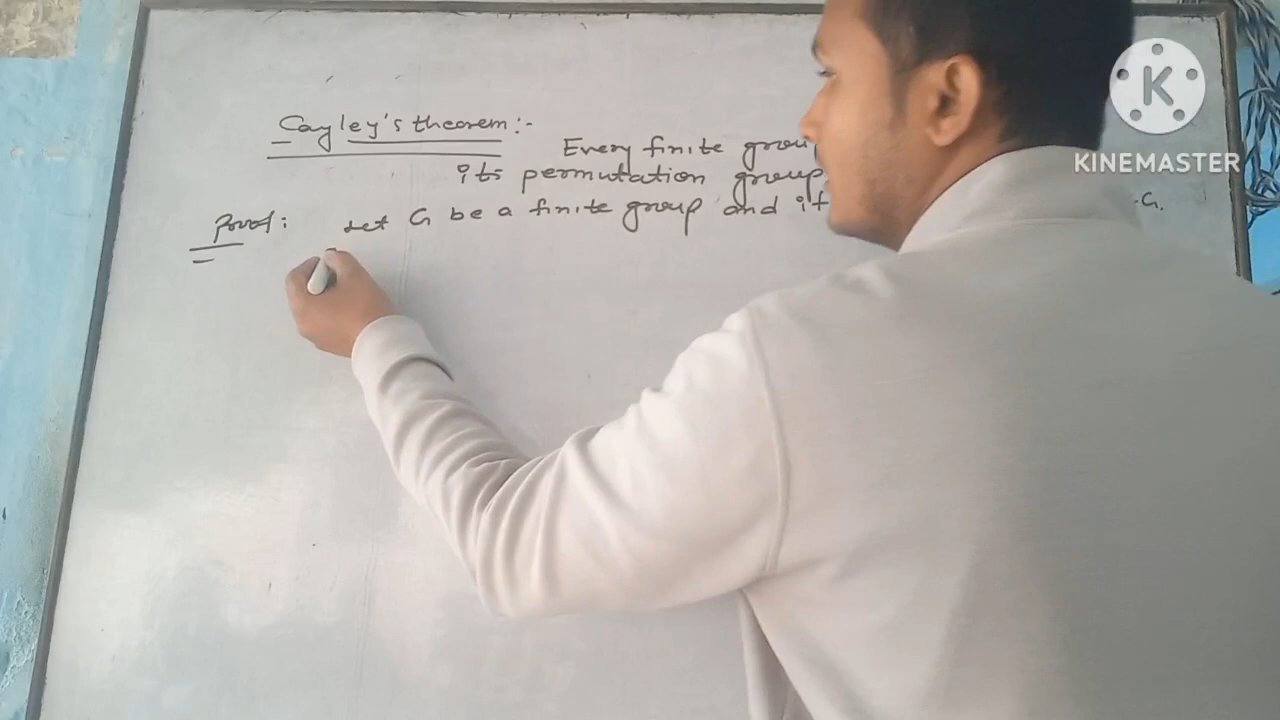 Cayley's theorem:-
Every finite grou
its permutation group
Proof: Let G be a finite group and if G.
K
KINEMASTER